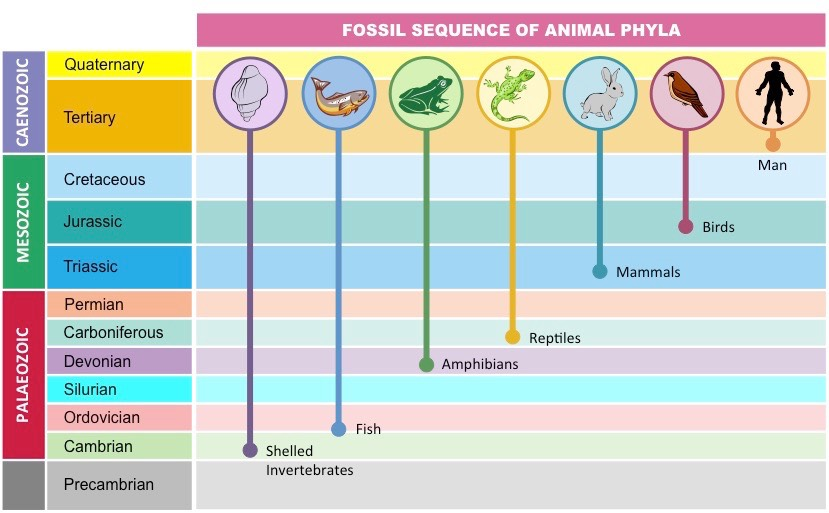 FOSSIL SEQUENCE OF ANIMAL PHYLA
CAENOZOIC
Quaternary
Tertiary
Man
MESOZOIC
Cretaceous
Jurassic
Birds
Triassic
Mammals
PALAEOZOIC
Permian
Carboniferous
Reptiles
Devonian
Amphibians
Silurian
Ordovician
Fish
Cambrian
Shelled
Invertebrates
Precambrian